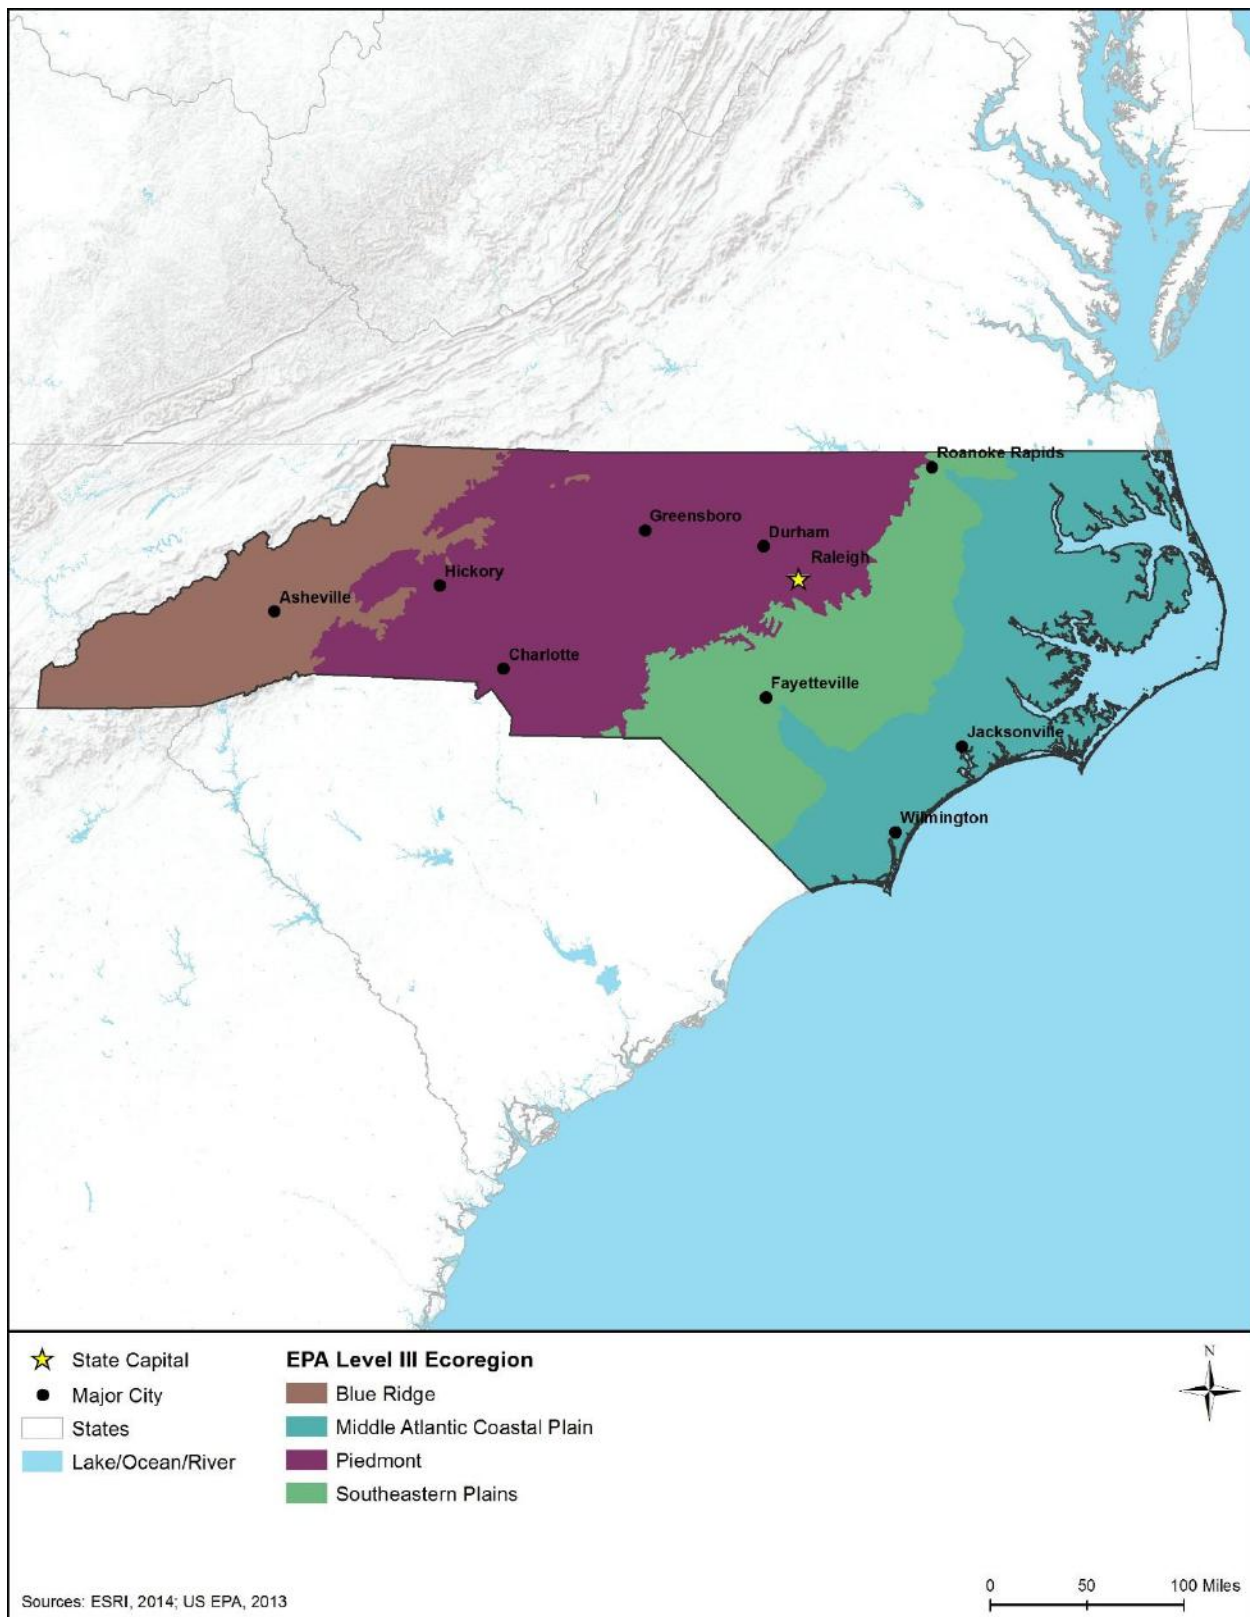 Roanoke Rapids
Greensboro
Durham
Raleigh
Hickory
Asheville
Charlotte
Fayetteville
Jacksonville
Wilmington
State Capital
Major City
States
Lake/Ocean/River
EPA Level III Ecoregion
Blue Ridge
Middle Atlantic Coastal Plain
Piedmont
Southeastern Plains
N
Sources: ESRI, 2014; US EPA, 2013
0 50 100 Miles